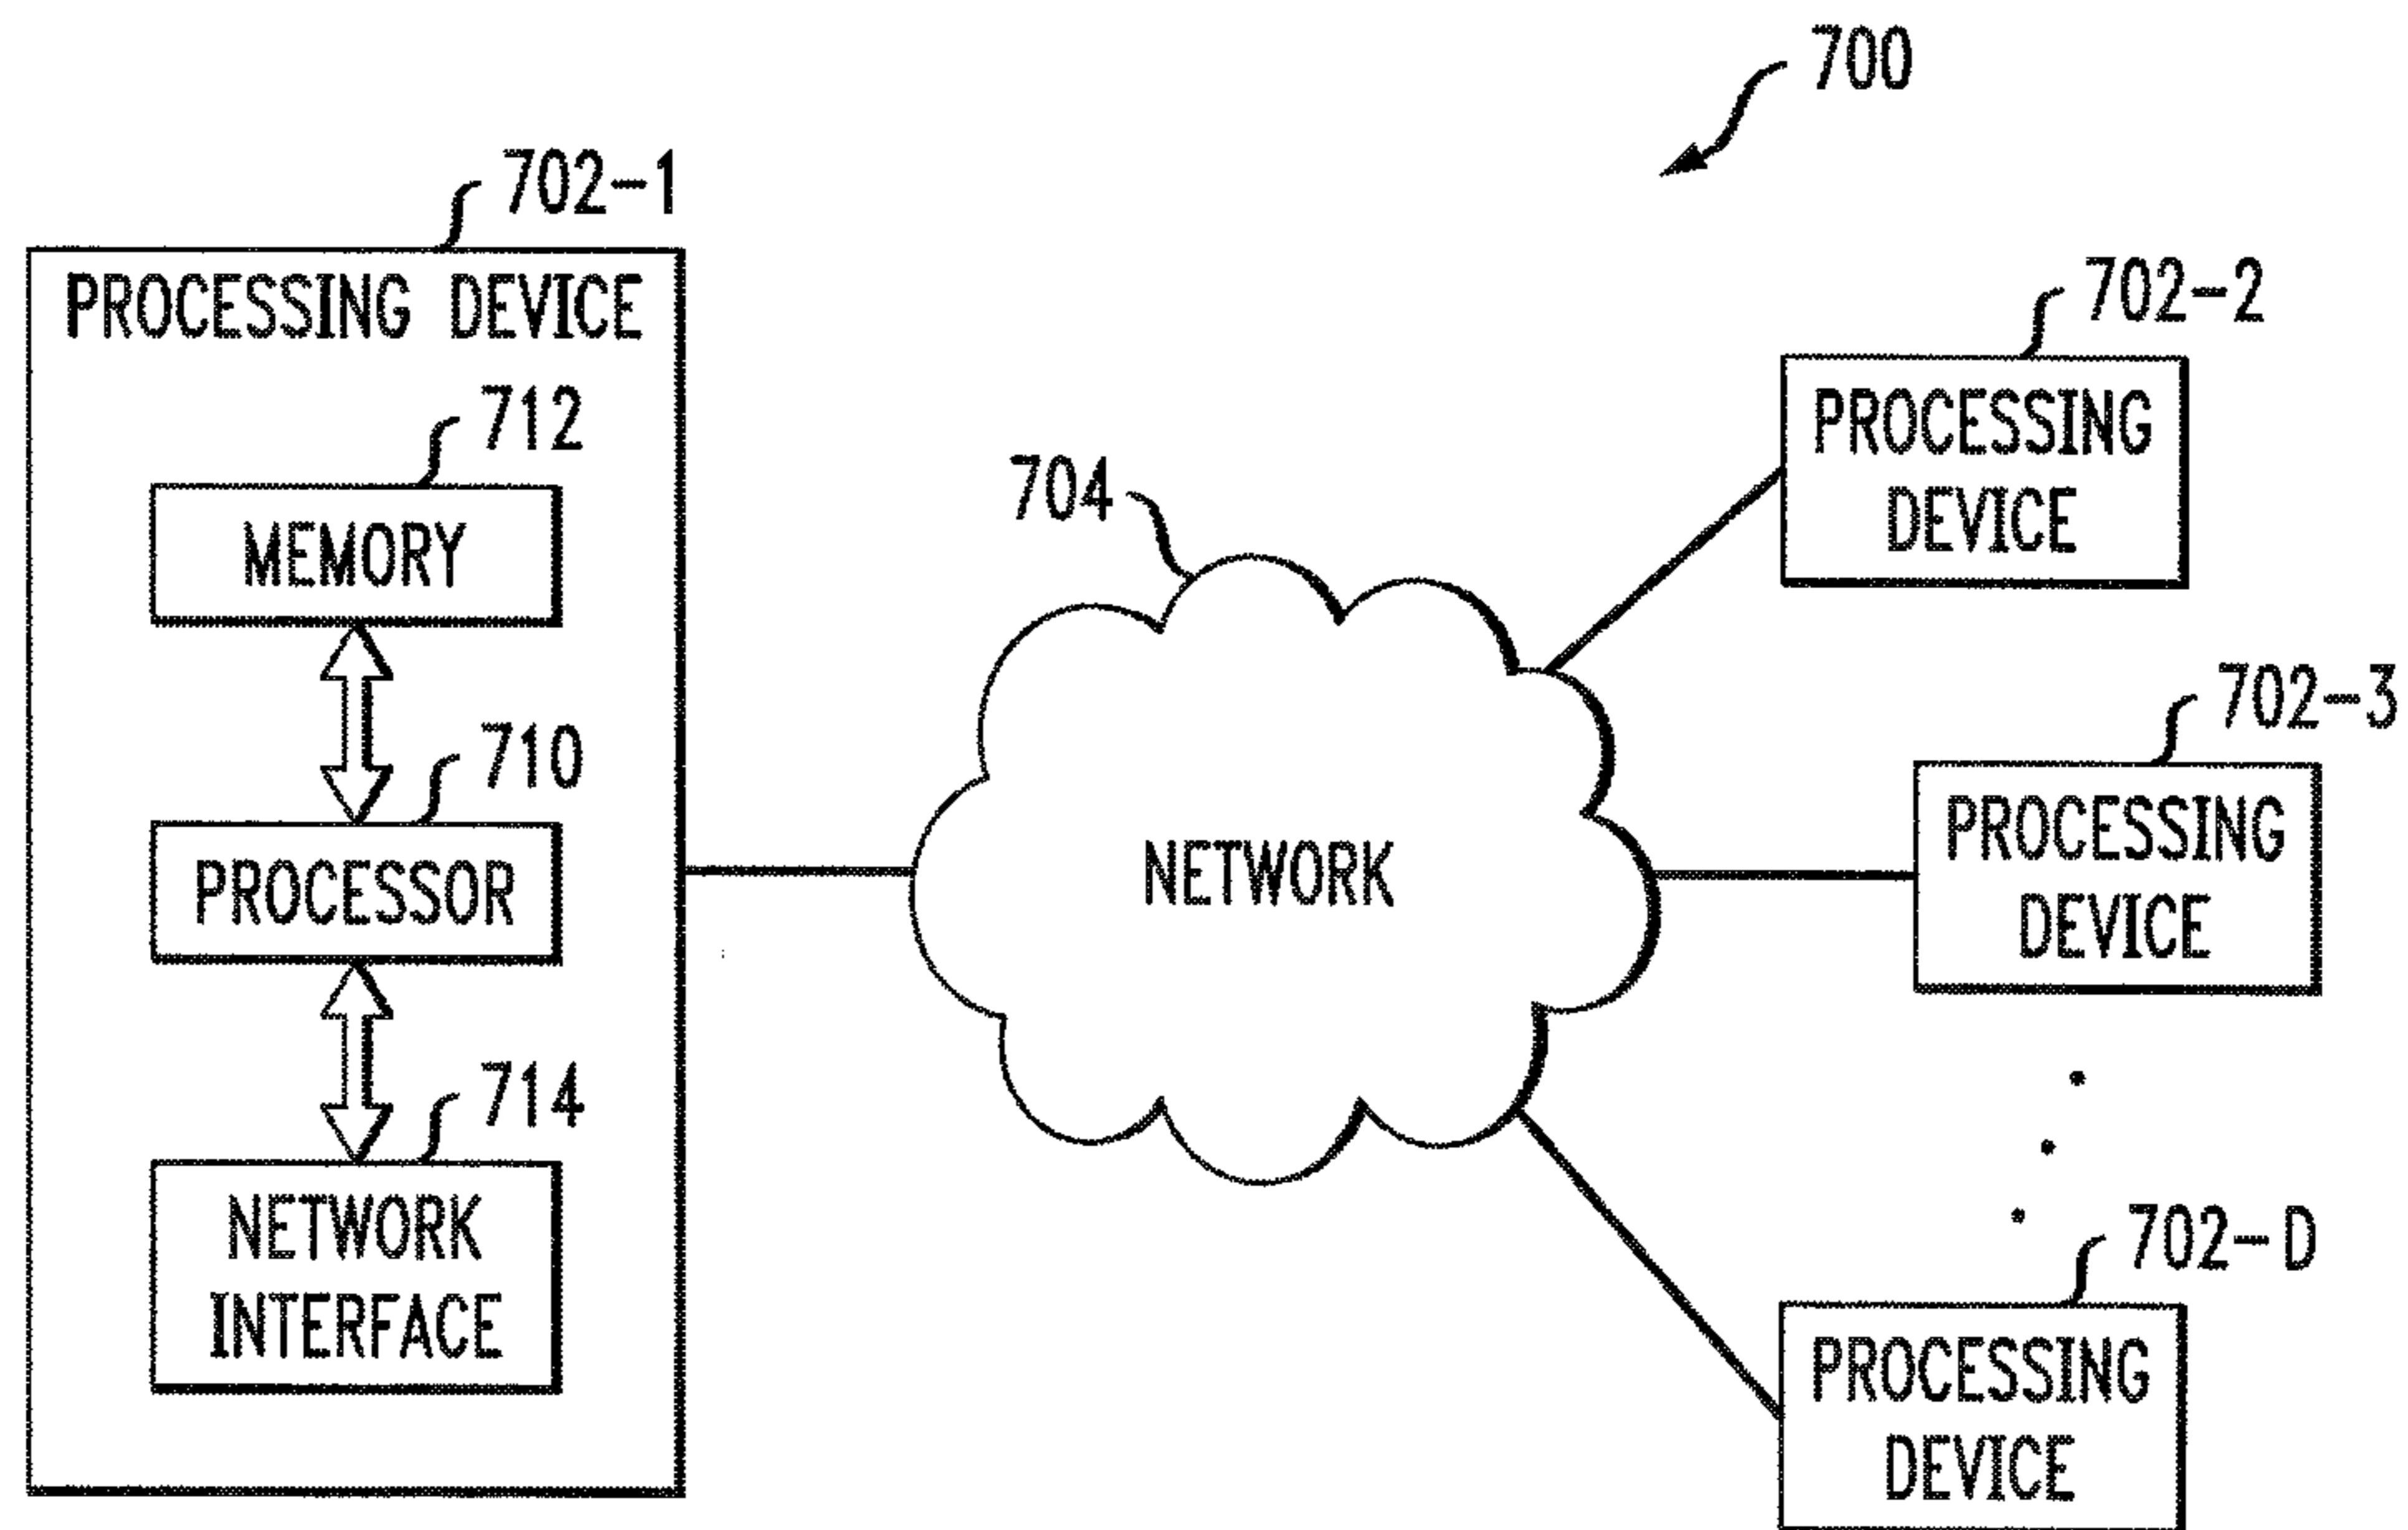 700
702-1
PROCESSING DEVICE
712
MEMORY
710
PROCESSOR
714
NETWORK
INTERFACE
704
NETWORK
702-2
PROCESSING
DEVICE
702-3
PROCESSING
DEVICE
702-D
PROCESSING
DEVICE